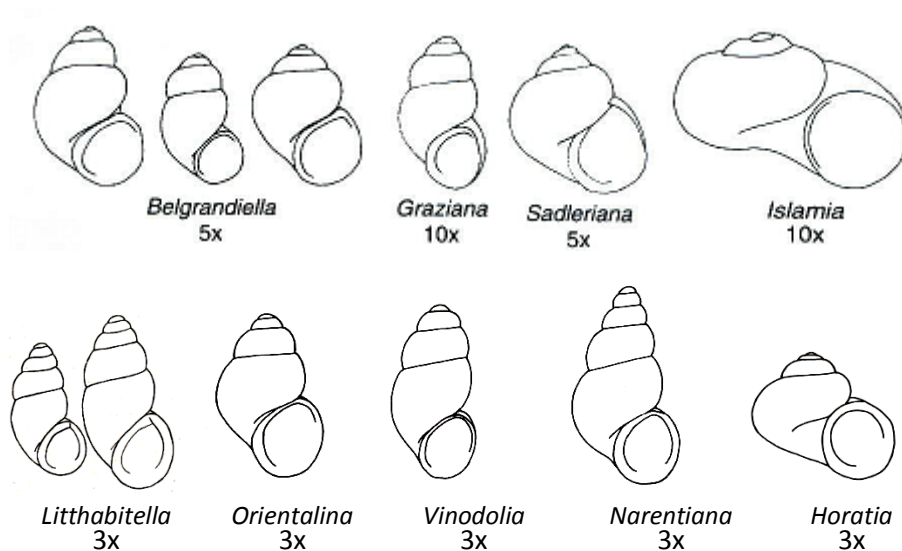 Belgrandiella
5x
Graziana
10x
Sadleriana
5x
Islamia
10x
Litthabitella
3x
Orientalina
3x
Vinodolia
3x
Narentiana
3x
Horatia
3x